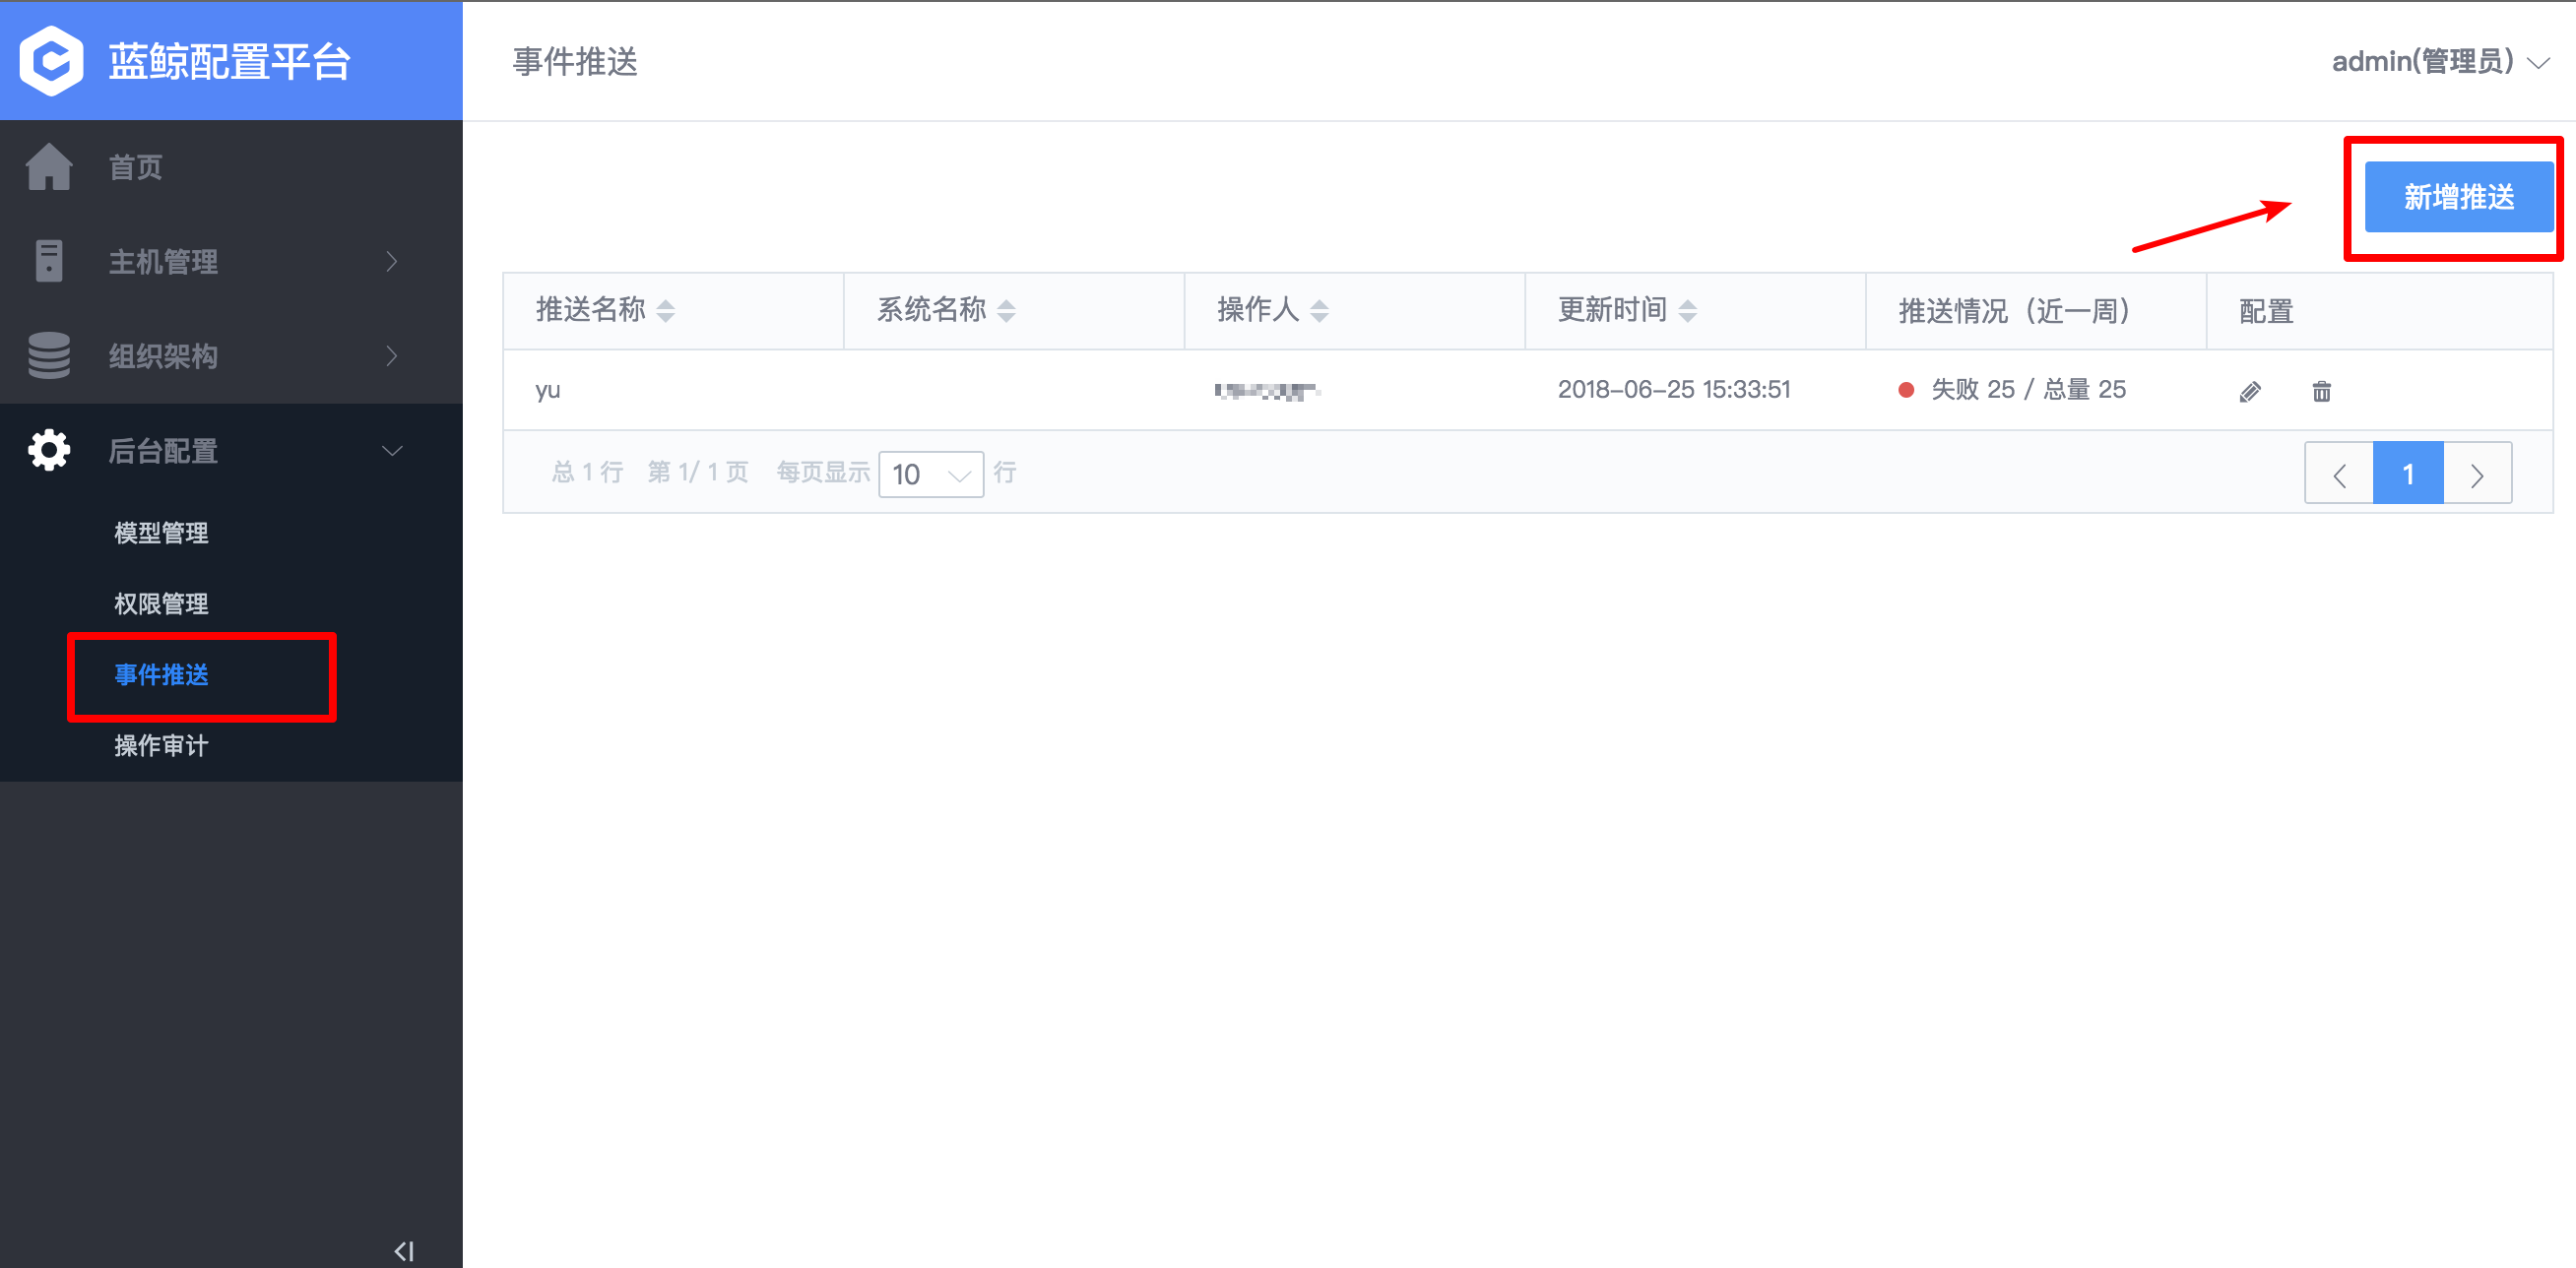 蓝鲸配置平台
事件推送
admin(管理员)
首页
主机管理
组织架构
后台配置
模型管理
权限管理
事件推送
操作审计
新增推送
推送名称 系统名称 操作人 更新时间 推送情况（近一周） 配置
yu 2018-06-25 15:33:51 失败 25 / 总量 25
总 1 行 第 1/ 1 页 每页显示 10 行
1